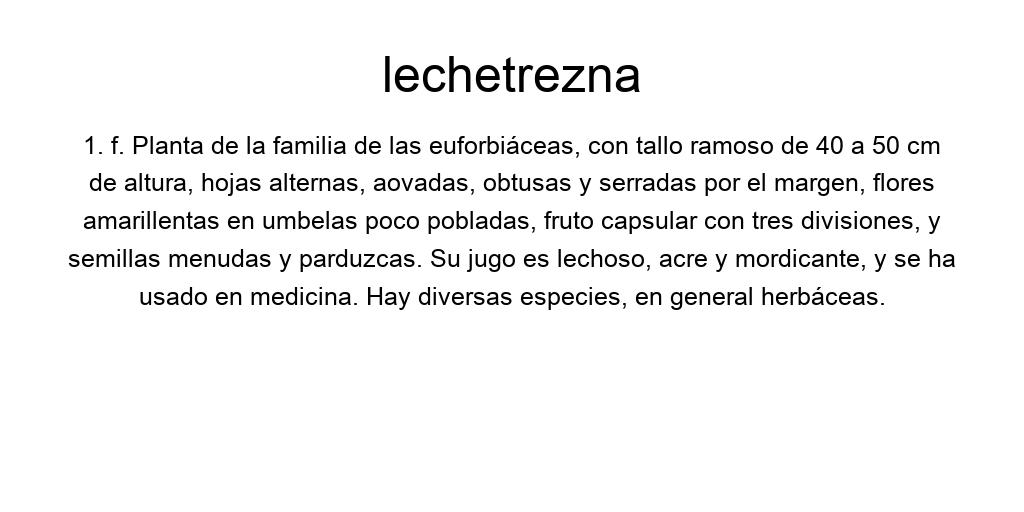 lechetrezna
1. f. Planta de la familia de las euforbiáceas, con tallo ramoso de 40 a 50 cm
de altura, hojas alternas, aovadas, obtusas y serradas por el margen, flores
amarillentas en umbelas poco pobladas, fruto capsular con tres divisiones, y
semillas menudas y parduzcas. Su jugo es lechoso, acre y mordicante, y se ha
usado en medicina. Hay diversas especies, en general herbáceas.